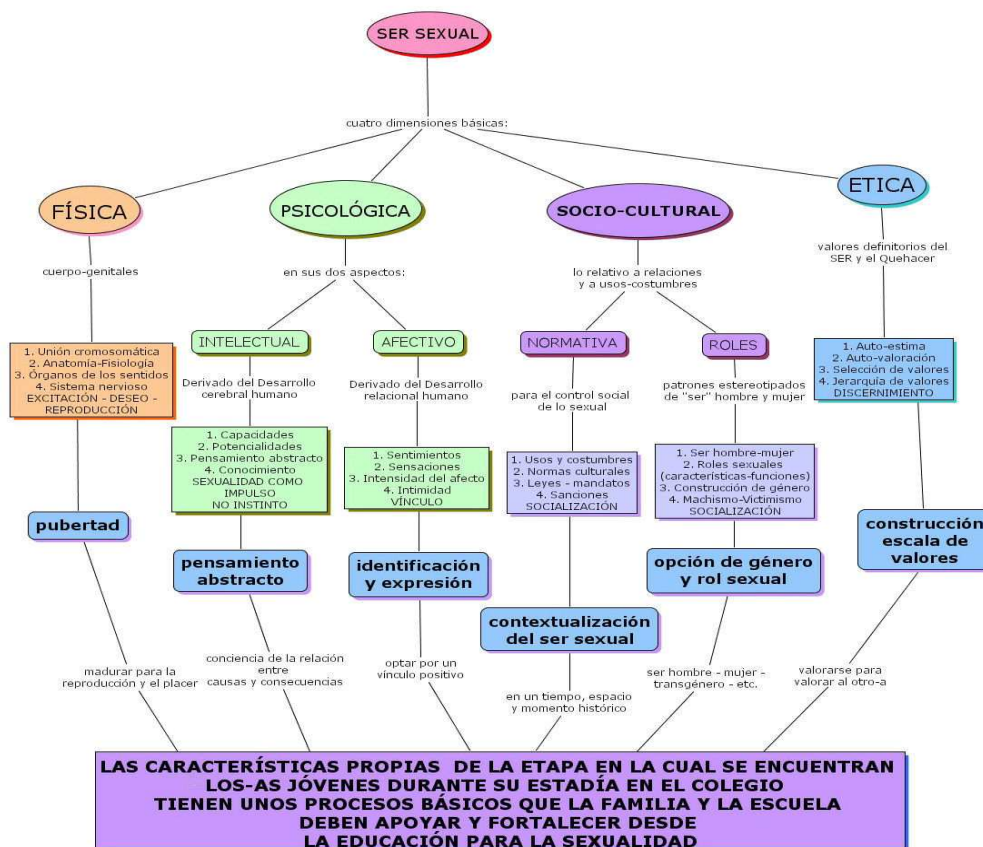 SER SEXUAL
cuatro dimensiones básicas:
FÍSICA
PSICOLÓGICA
SOCIO-CULTURAL
ETICA
cuerpo-genitales
en sus dos aspectos:
lo relativo a relaciones
y a usos-costumbres
valores definitorios del
SER y el Quehacer
INTELECTUAL
AFECTIVO
NORMATIVA
ROLES
1. Unión cromosomática
2. Anatomía-Fisiología
3. Órganos de los sentidos
4. Sistema nervioso
EXCITACIÓN - DESEO -
REPRODUCCIÓN
Derivado del Desarrollo
cerebral humano
Derivado del Desarrollo
relacional humano
para el control social
de lo sexual
patrones estereotipados
de "ser" hombre y mujer
1. Auto-estima
2. Auto-valoración
3. Selección de valores
4. Jerarquía de valores
DISCERNIMIENTO
1. Capacidades
2. Potencialidades
3. Pensamiento abstracto
4. Conocimiento
SEXUALIDAD COMO
IMPULSO
NO INSTINTO
1. Sentimientos
2. Sensaciones
3. Intensidad del afecto
4. Intimidad
VÍNCULO
1. Usos y costumbres
2. Normas culturales
3. Leyes - mandatos
4. Sanciones
SOCIALIZACIÓN
1. Ser hombre-mujer
2. Roles sexuales
(características-funciones)
3. Construcción de género
4. Machismo-Victimismo
SOCIALIZACIÓN
pubertad
pensamiento
abstracto
identificación
y expresión
contextualización
del ser sexual
opción de género
y rol sexual
construcción
escala de
valores
madurar para la
reproducción y el placer
conciencia de la relación
entre
causas y consecuencias
optar por un
vínculo positivo
en un tiempo, espacio
y momento histórico
ser hombre - mujer -
transgénero - etc.
valorarse para
valorar al otro-a
LAS CARACTERÍSTICAS PROPIAS DE LA ETAPA EN LA CUAL SE ENCUENTRAN
LOS-AS JÓVENES DURANTE SU ESTADÍA EN EL COLEGIO
TIENEN UNOS PROCESOS BÁSICOS QUE LA FAMILIA Y LA ESCUELA
DEBEN APOYAR Y FORTALECER DESDE
LA EDUCACIÓN PARA LA SEXUALIDAD